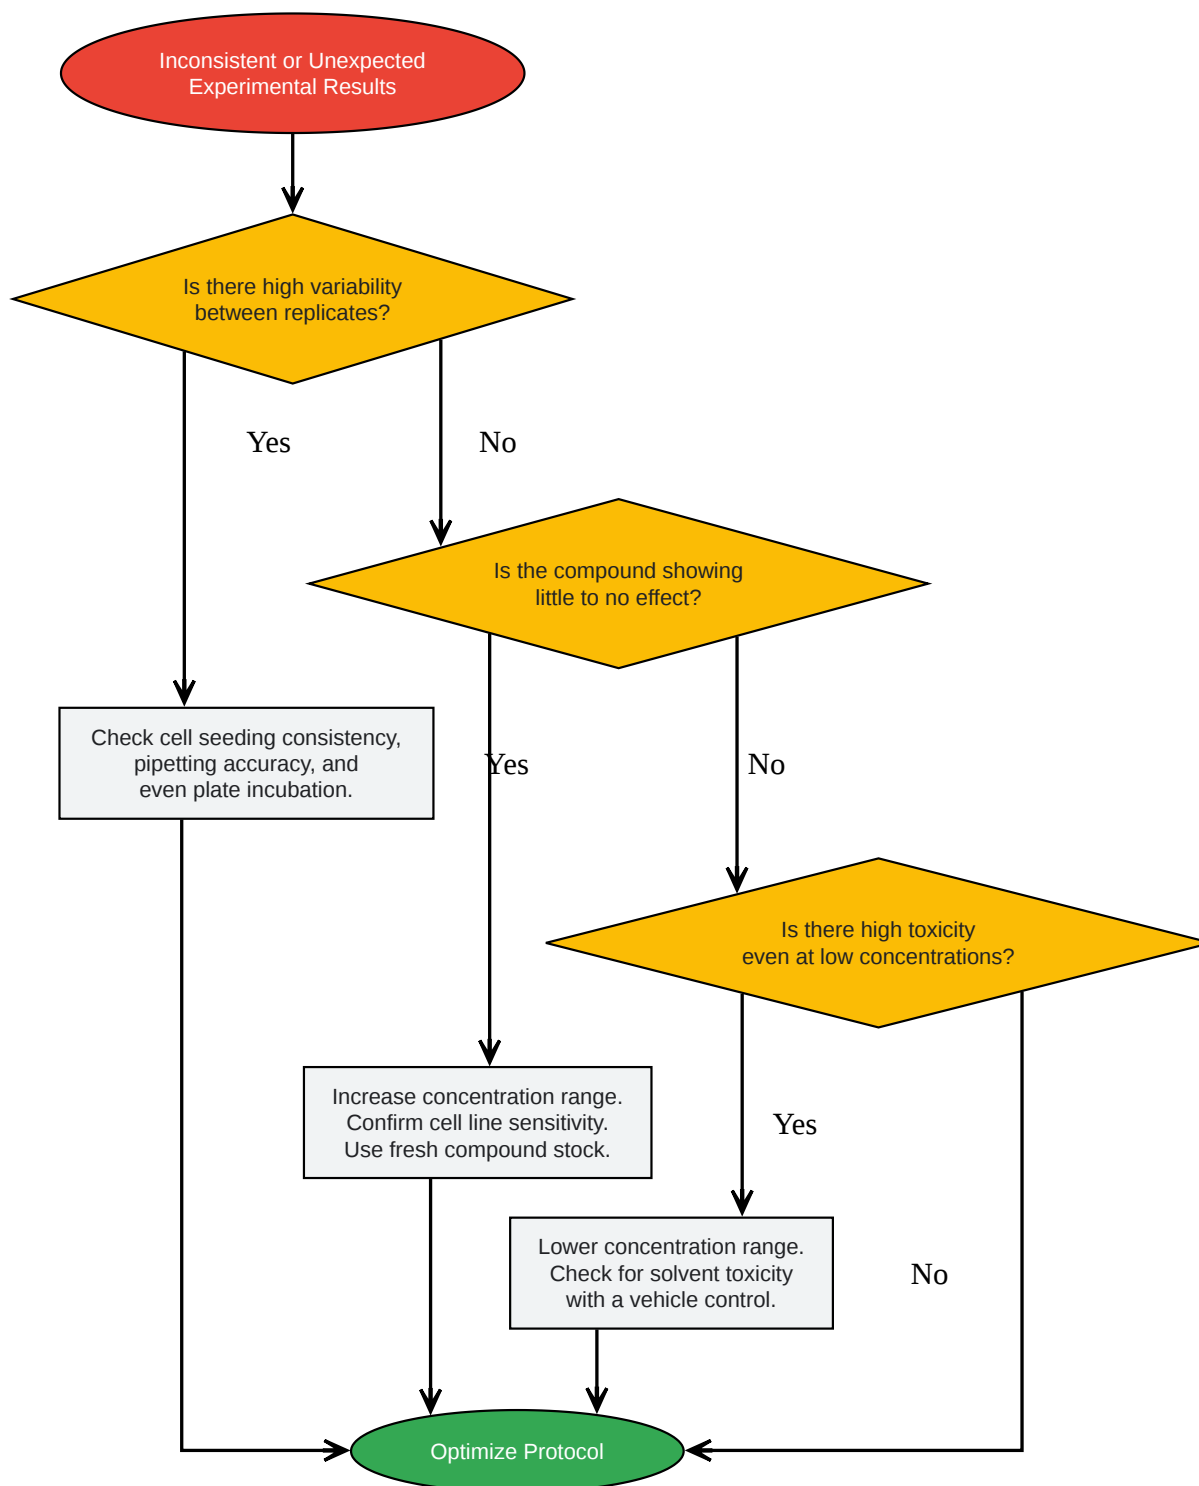 Inconsistent or Unexpected
Experimental Results
Is there high variability
between replicates?
Yes
No
Is the compound showing
little to no effect?
Check cell seeding consistency,
pipetting accuracy, and
even plate incubation.
Yes
No
Is there high toxicity
even at low concentrations?
Increase concentration range.
Confirm cell line sensitivity.
Use fresh compound stock.
Yes
Lower concentration range.
Check for solvent toxicity
with a vehicle control.
No
Optimize Protocol